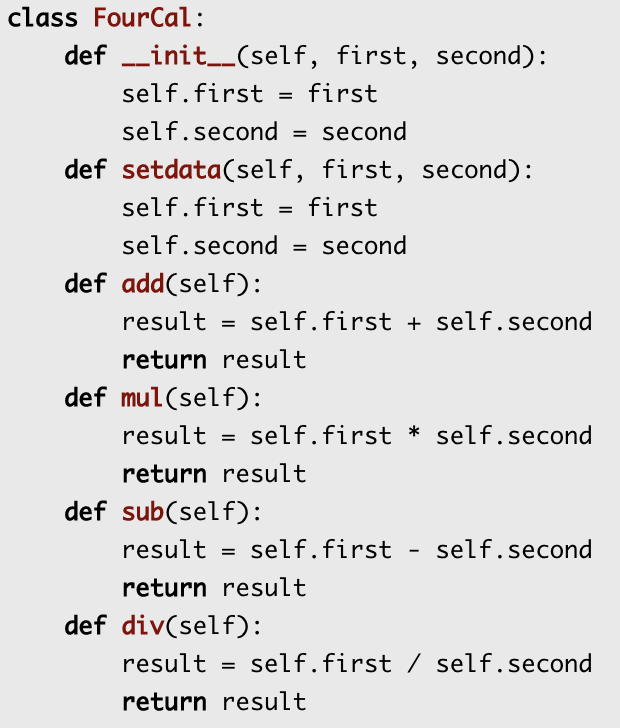 class FourCal:
    def __init__(self, first, second):
        self.first = first
        self.second = second
    def setdata(self, first, second):
        self.first = first
        self.second = second
    def add(self):
        result = self.first + self.second
        return result
    def mul(self):
        result = self.first * self.second
        return result
    def sub(self):
        result = self.first - self.second
        return result
    def div(self):
        result = self.first / self.second
        return result